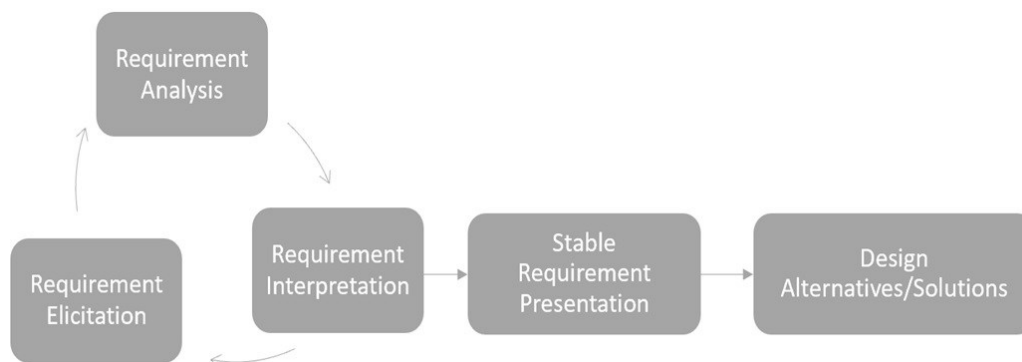 Requirement
Analysis
Requirement
Elicitation
Requirement
Interpretation
Stable
Requirement
Presentation
Design
Alternatives/Solutions